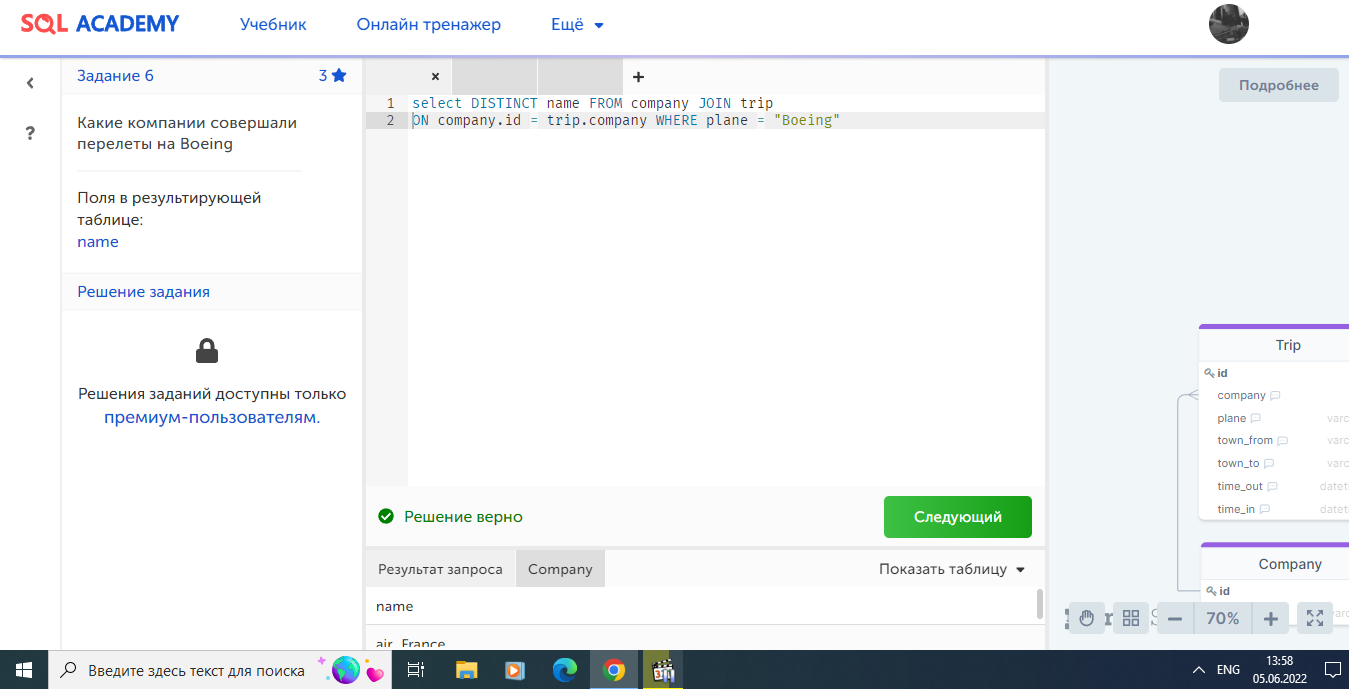 SQL ACADEMY
Учебник
Онлайн тренажер
Ещё
Задание 6
3
Какие компании совершали
перелеты на Boeing
Поля в результирующей
таблице:
name
Решение задания
Решения заданий доступны только
премиум-пользователям.
×
+
1 select DISTINCT name FROM company JOIN trip
2 ON company.id = trip.company WHERE plane = "Boeing"
Решение верно
Следующий
Результат запроса
Company
Показать таблицу
name
air_France
Подробнее
Trip
id
company
plane varc
town_from varc
town_to varc
time_out datet
time_in datet
Company
id
70%
Введите здесь текст для поиска
ENG
13:58
05.06.2022